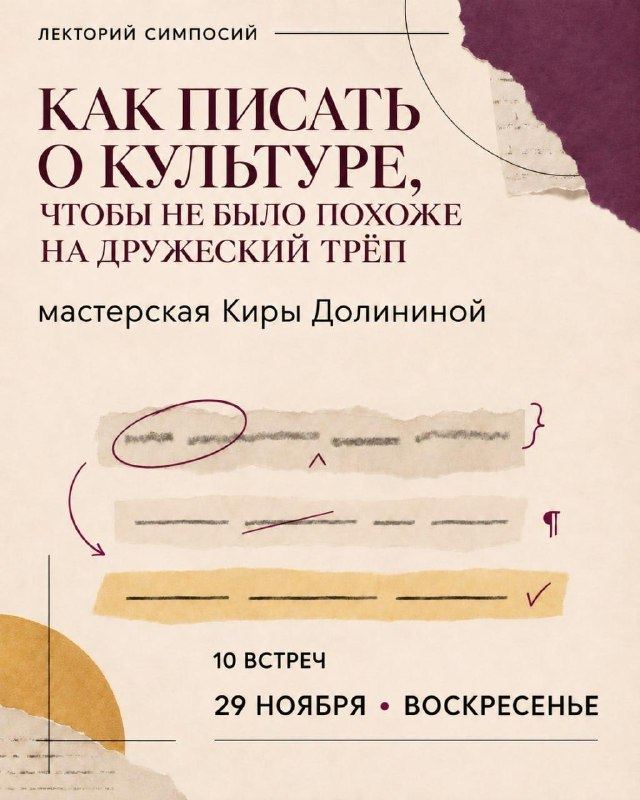 ЛЕКТОРИЙ СИМПОСИЙ
КАК ПИСАТЬ
О КУЛЬТУРЕ,
ЧТОБЫ НЕ БЫЛО ПОХОЖЕ
НА ДРУЖЕСКИЙ ТРЁП
мастерская Киры Долининой
¶
10 ВСТРЕЧ
29 НОЯБРЯ • ВОСКРЕСЕНЬЕ